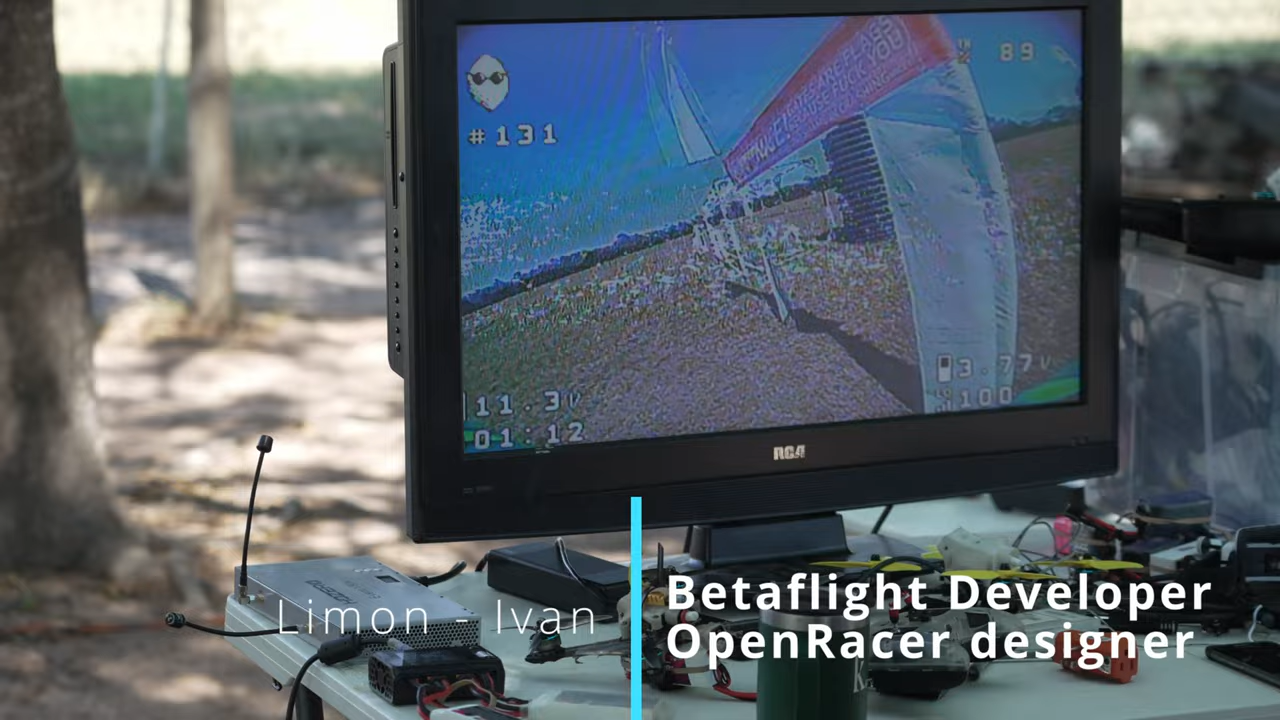 89
#131
3.77V
100
11.3V
01:12
RCA
Limon - Ivan
Betaflight Developer
OpenRacer designer